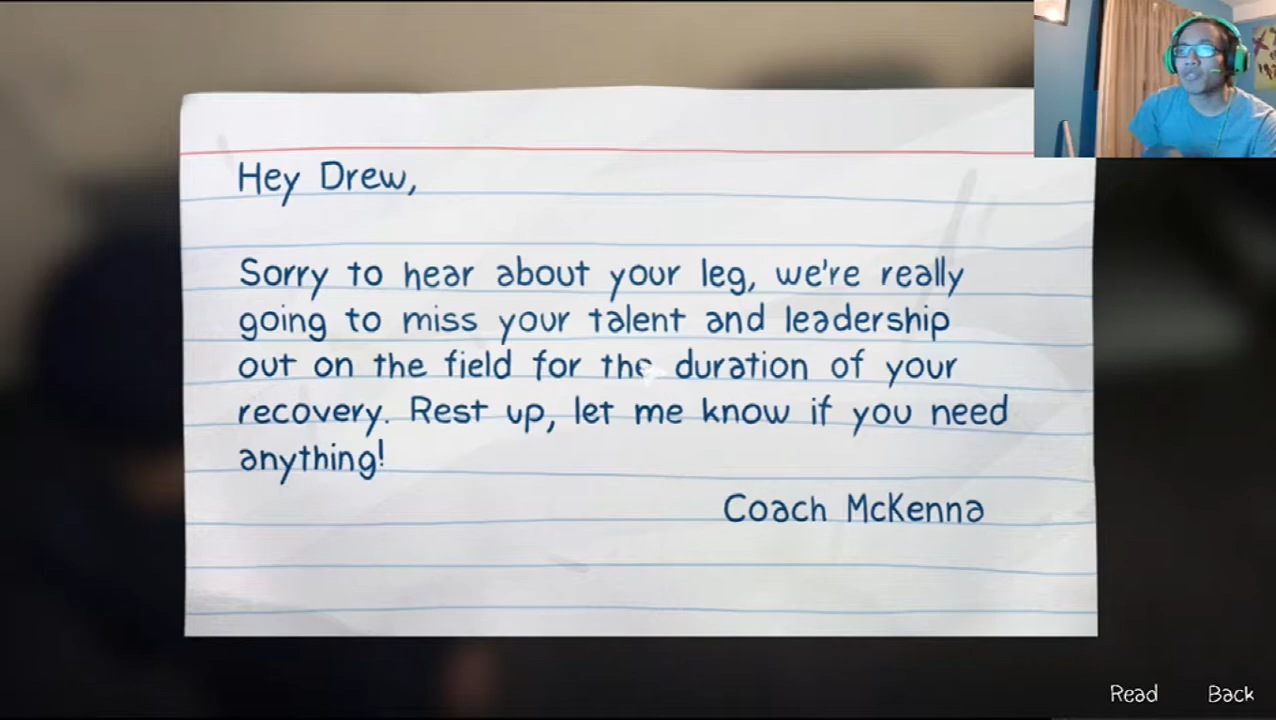 Hey Drew,
Sorry to hear about your leg, we're really
going to miss your talent and leadership
out on the field for the duration of your
recovery. Rest up, let me know if you need
anything!
Coach McKenna
Read Back